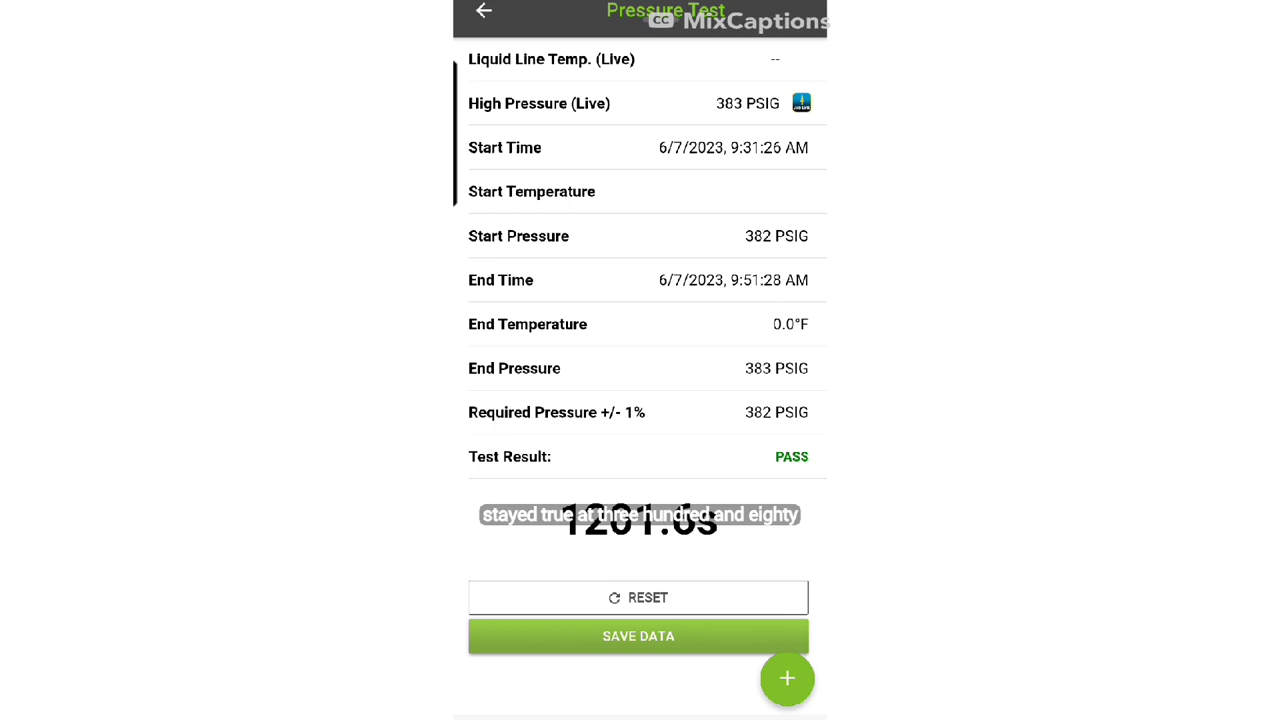 Pressure Test
CC MixCaptions
Liquid Line Temp. (Live) --
High Pressure (Live) 383 PSIG
Start Time 6/7/2023, 9:31:26 AM
Start Temperature
Start Pressure 382 PSIG
End Time 6/7/2023, 9:51:28 AM
End Temperature 0.0°F
End Pressure 383 PSIG
Required Pressure +/- 1% 382 PSIG
Test Result: PASS
1201.6s
stayed true at three hundred and eighty
RESET
SAVE DATA
+